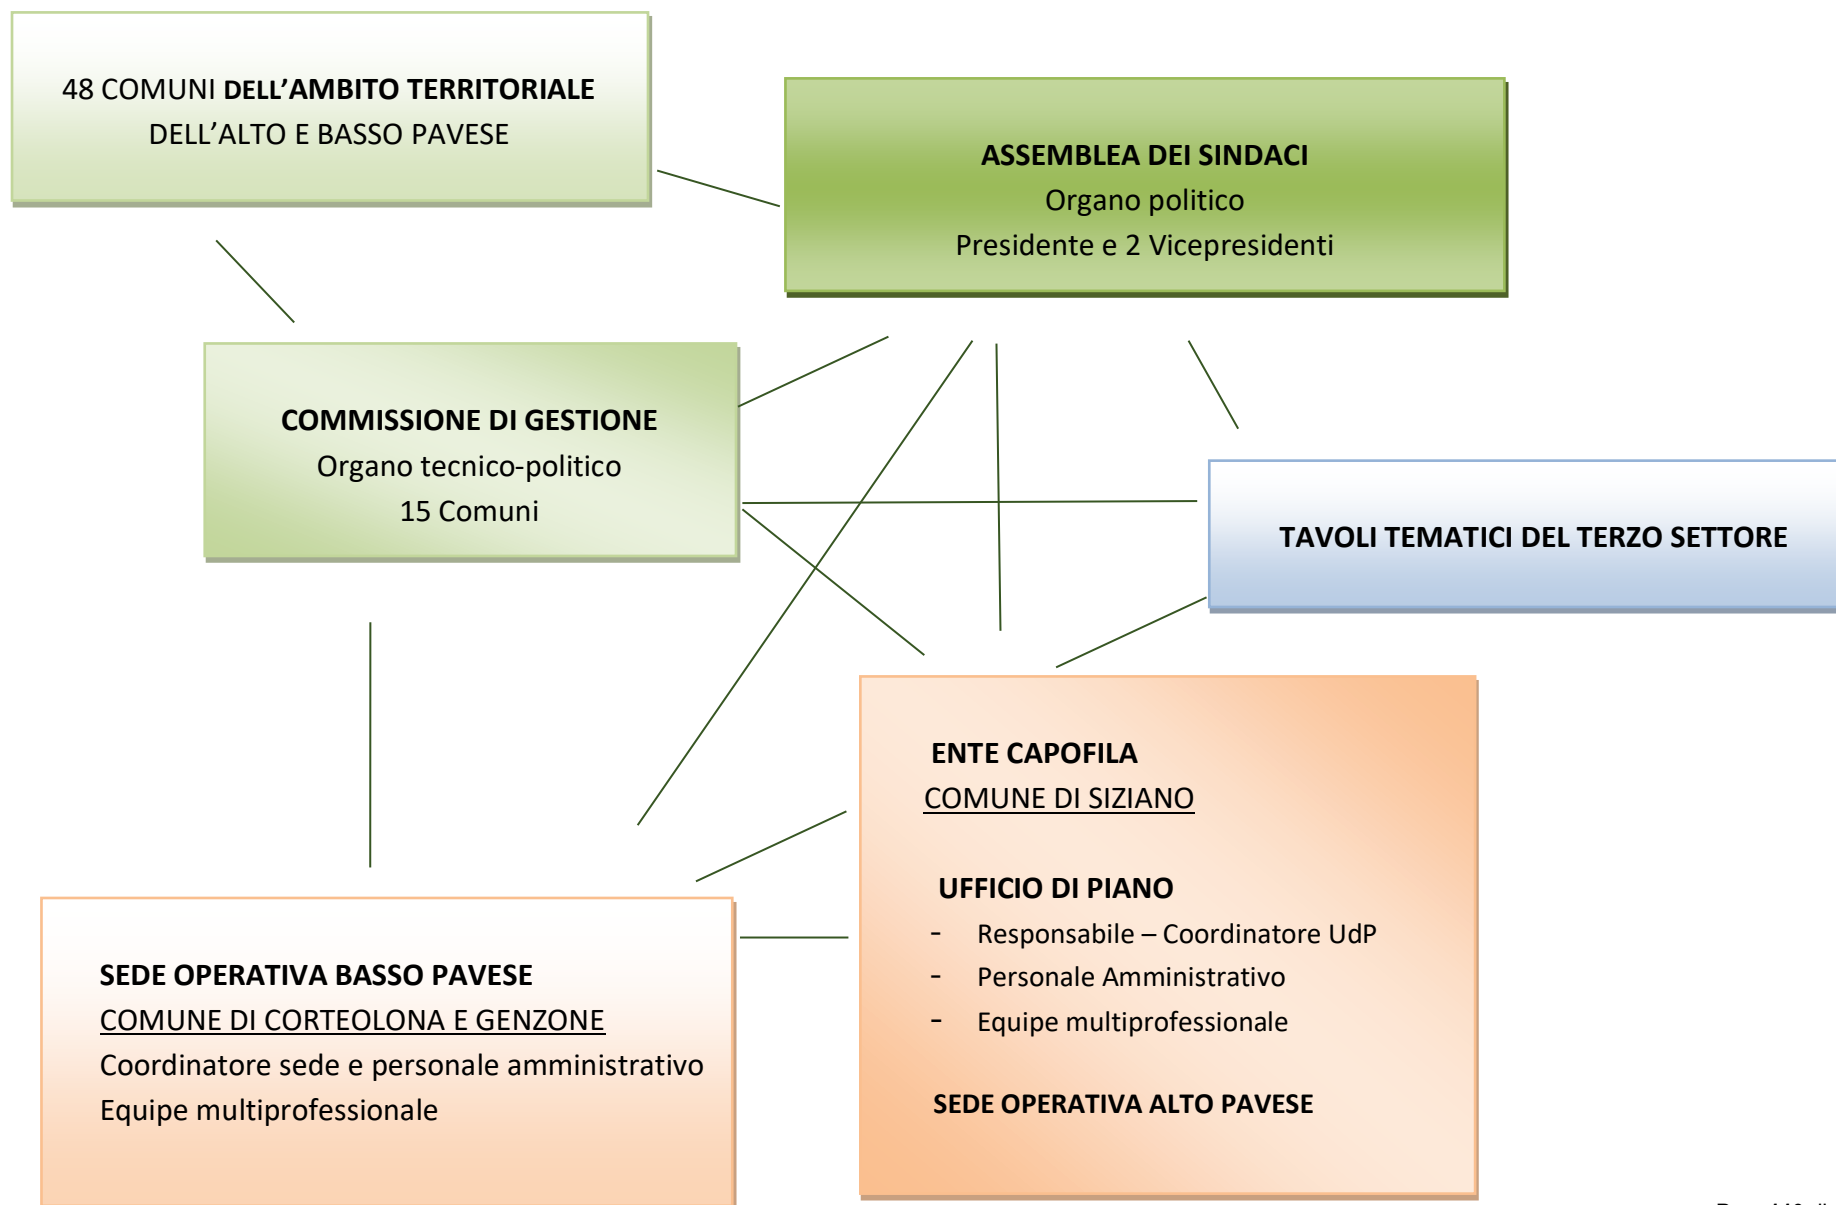 48 COMUNI DELL’AMBITO TERRITORIALE
DELL’ALTO E BASSO PAVESE
ASSEMBLEA DEI SINDACI
Organo politico
Presidente e 2 Vicepresidenti
COMMISSIONE DI GESTIONE
Organo tecnico-politico
15 Comuni
TAVOLI TEMATICI DEL TERZO SETTORE
ENTE CAPOFILA
COMUNE DI SIZIANO
UFFICIO DI PIANO
- Responsabile – Coordinatore UdP
- Personale Amministrativo
- Equipe multiprofessionale
SEDE OPERATIVA ALTO PAVESE
SEDE OPERATIVA BASSO PAVESE
COMUNE DI CORTEOLONA E GENZONE
Coordinatore sede e personale amministrativo
Equipe multiprofessionale